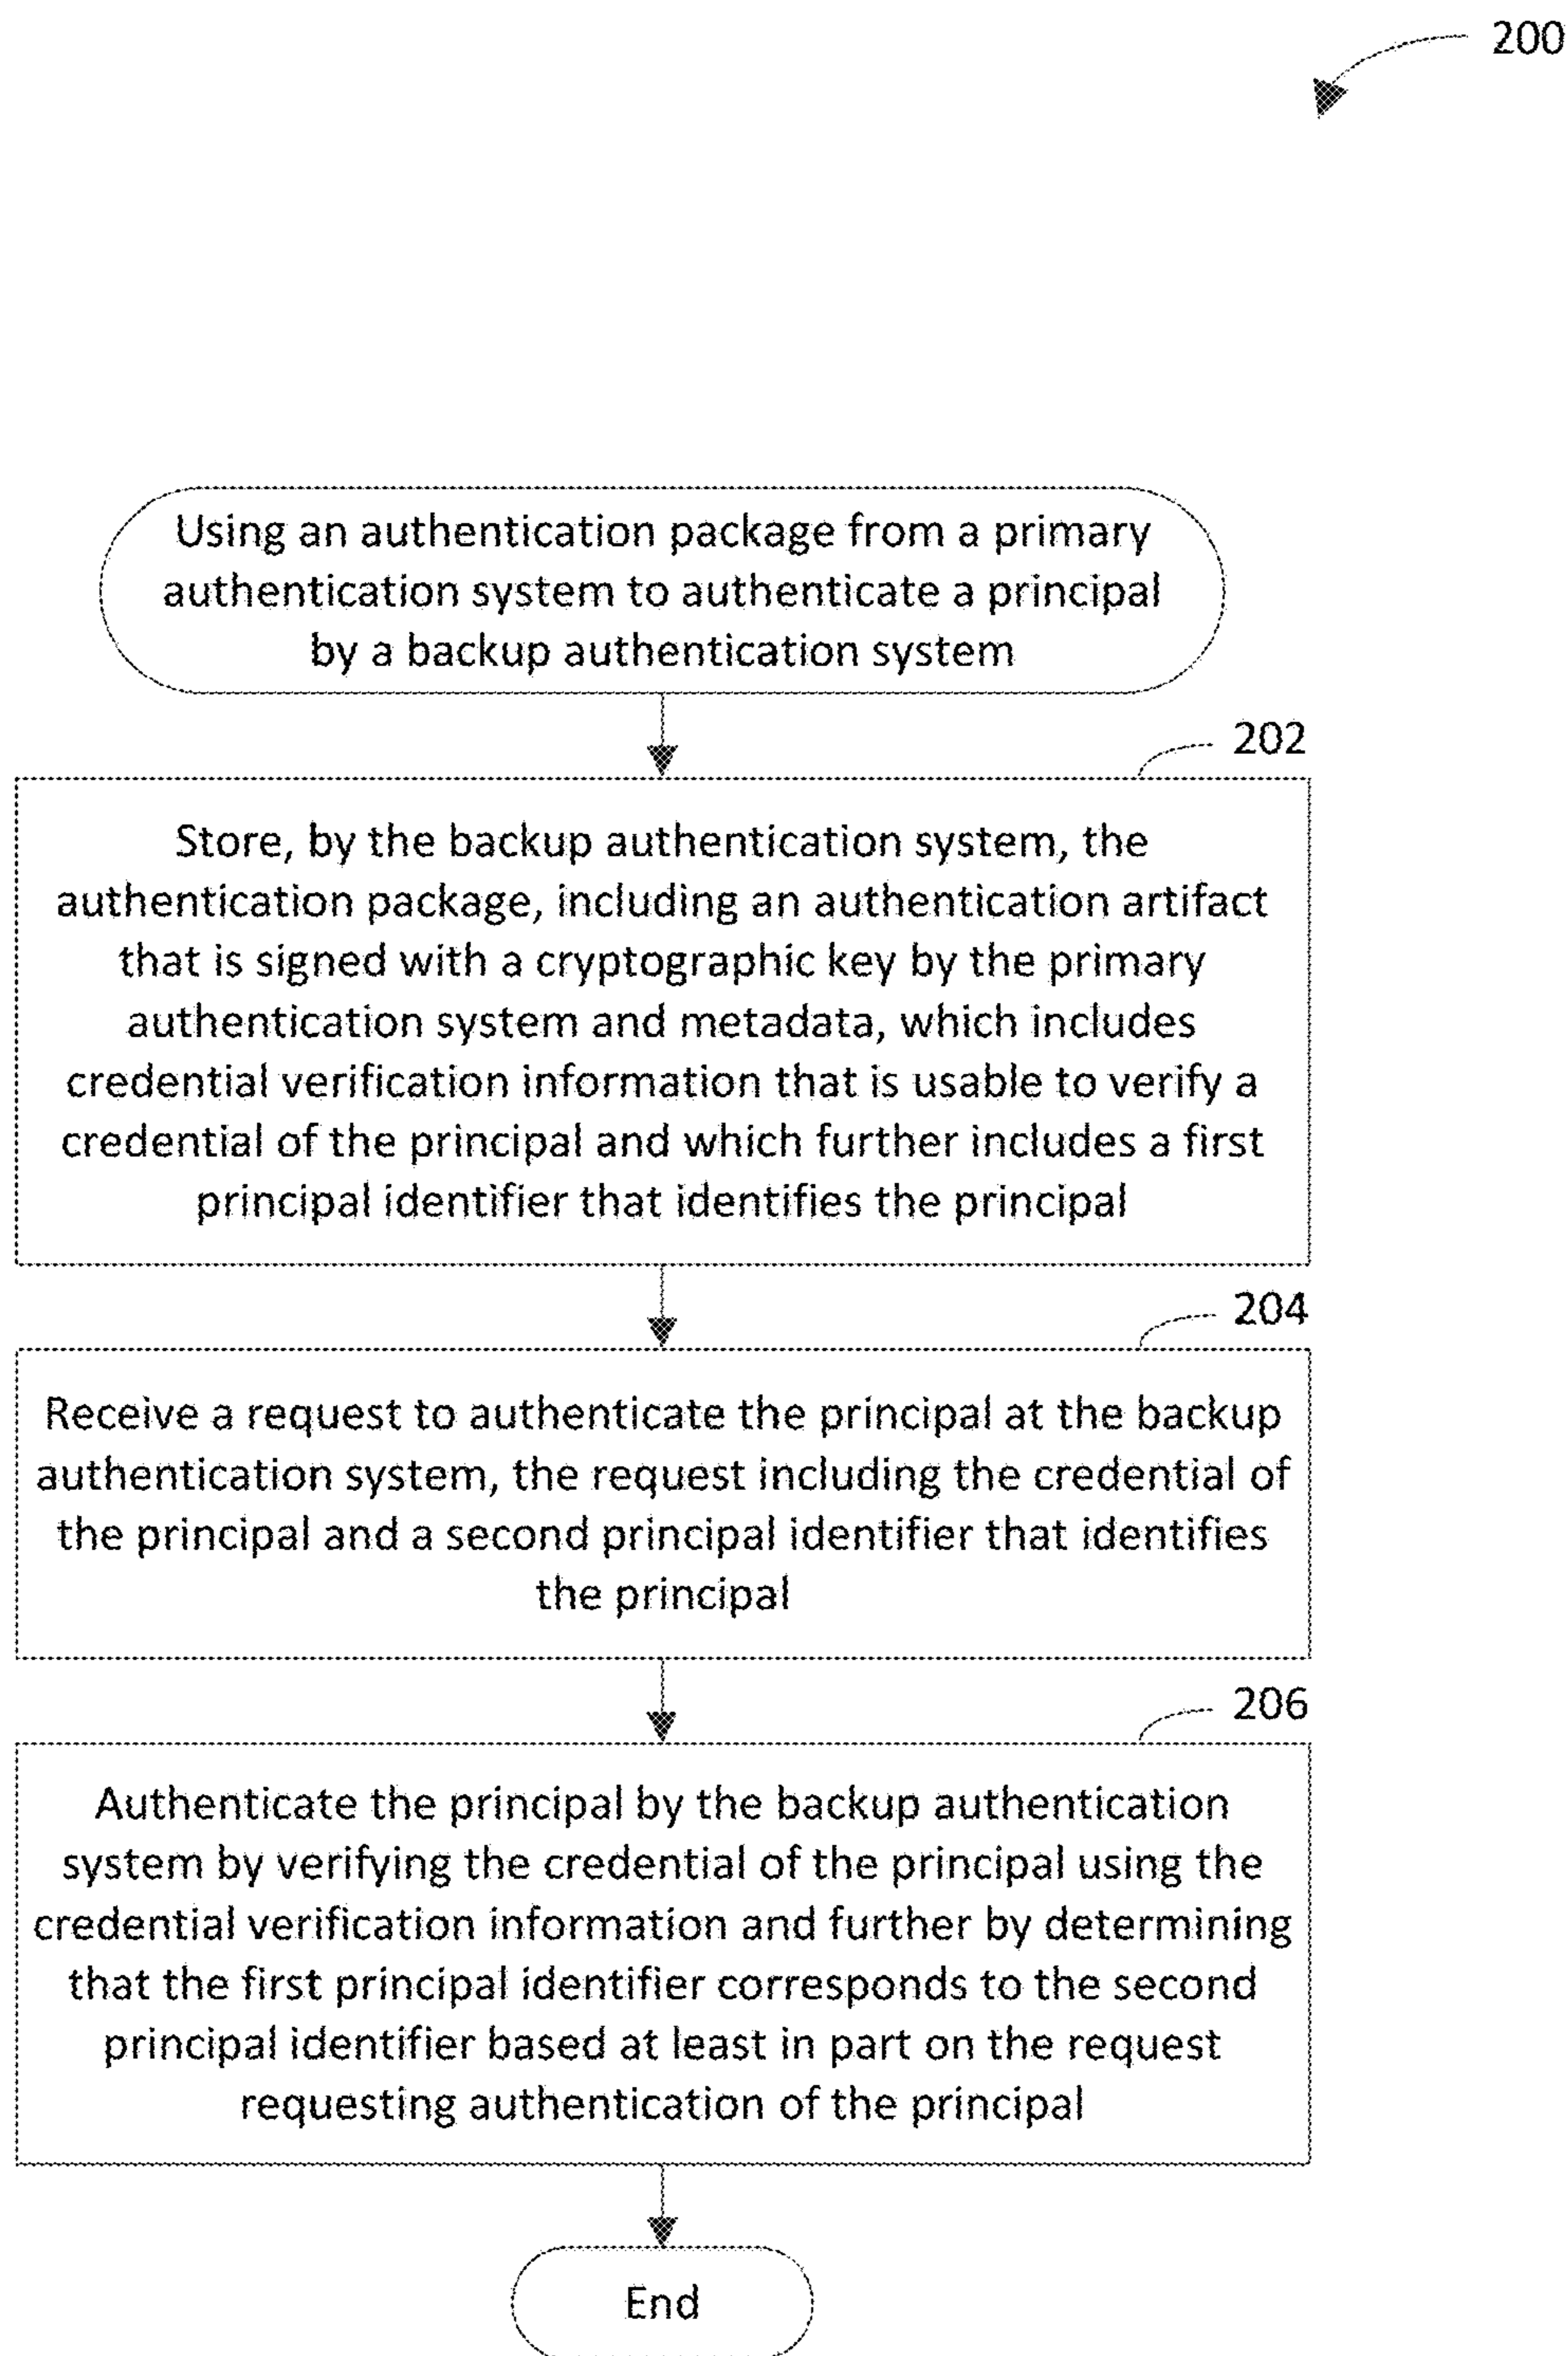 200
Using an authentication package from a primary
authentication system to authenticate a principal
by a backup authentication system
202
Store, by the backup authentication system, the
authentication package, including an authentication artifact
that is signed with a cryptographic key by the primary
authentication system and metadata, which includes
credential verification information that is usable to verify a
credential of the principal and which further includes a first
principal identifier that identifies the principal
204
Receive a request to authenticate the principal at the backup
authentication system, the request including the credential of
the principal and a second principal identifier that identifies
the principal
206
Authenticate the principal by the backup authentication
system by verifying the credential of the principal using the
credential verification information and further by determining
that the first principal identifier corresponds to the second
principal identifier based at least in part on the request
requesting authentication of the principal
End